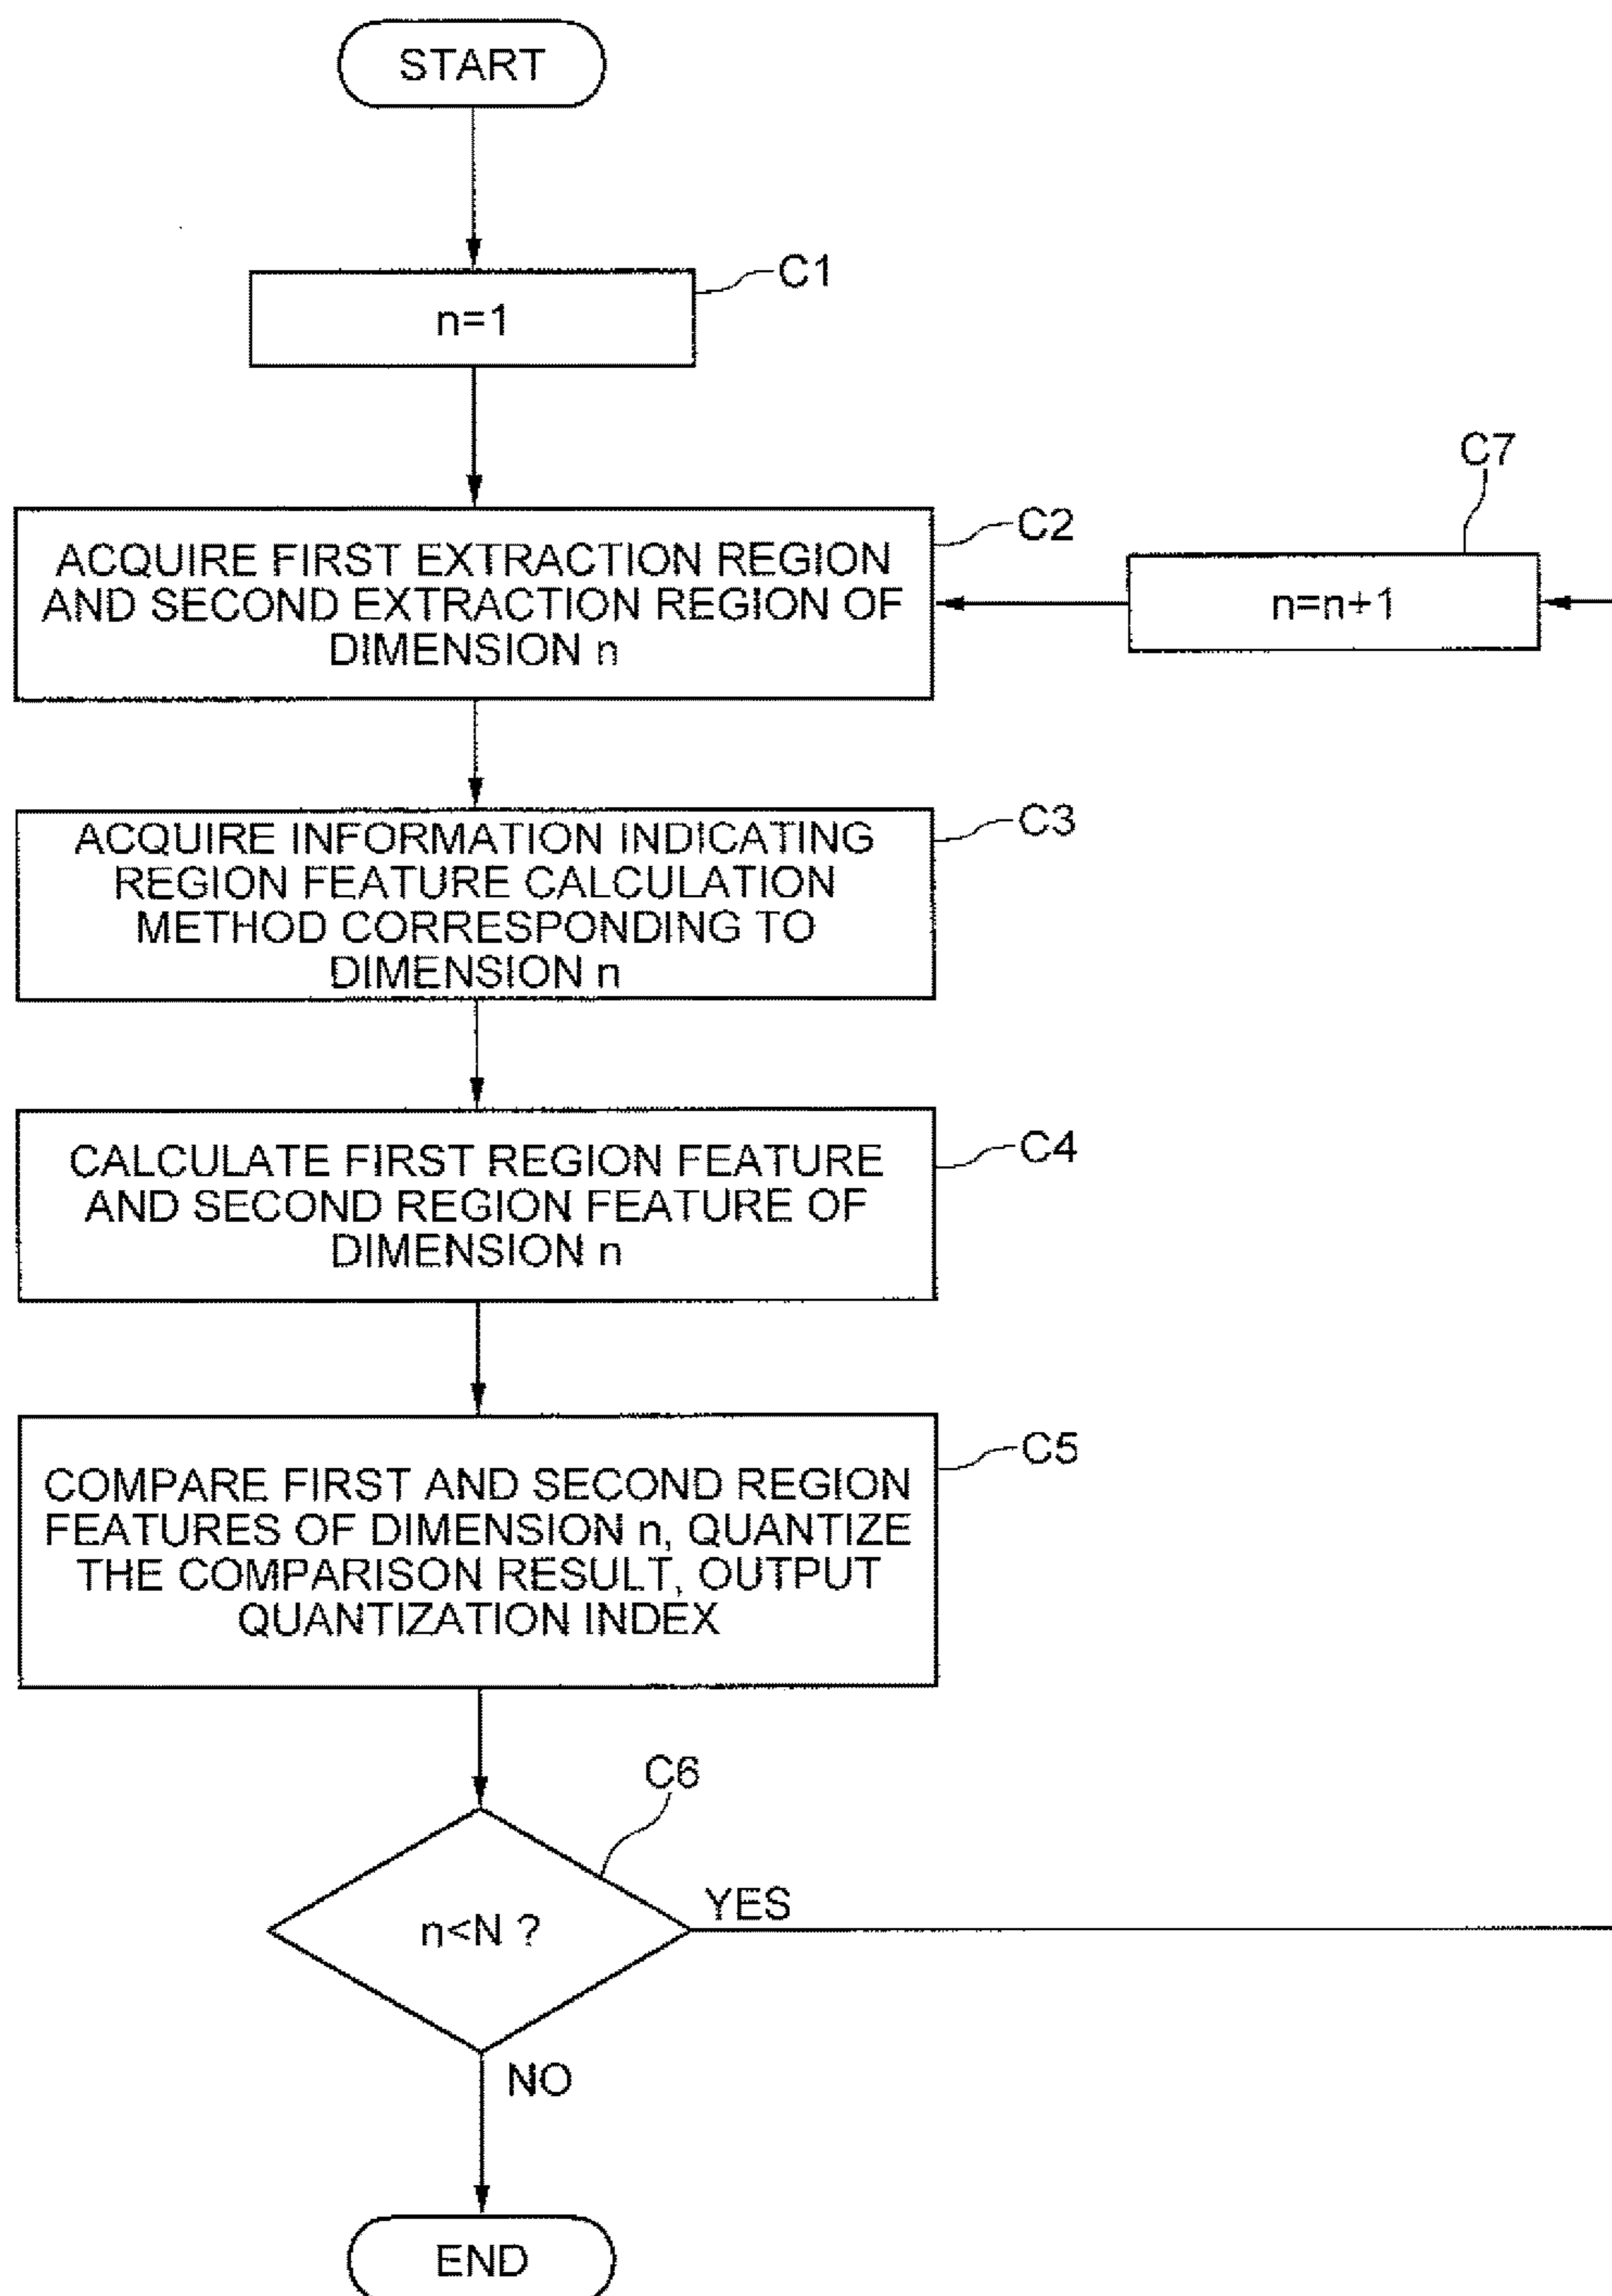 START
C1
n=1
C7
C2
ACQUIRE FIRST EXTRACTION REGION
AND SECOND EXTRACTION REGION OF
DIMENSION n
n=n+1
C3
ACQUIRE INFORMATION INDICATING
REGION FEATURE CALCULATION
METHOD CORRESPONDING TO
DIMENSION n
C4
CALCULATE FIRST REGION FEATURE
AND SECOND REGION FEATURE OF
DIMENSION n
C5
COMPARE FIRST AND SECOND REGION
FEATURES OF DIMENSION n, QUANTIZE
THE COMPARISON RESULT, OUTPUT
QUANTIZATION INDEX
C6
YES
n<N ?
NO
END